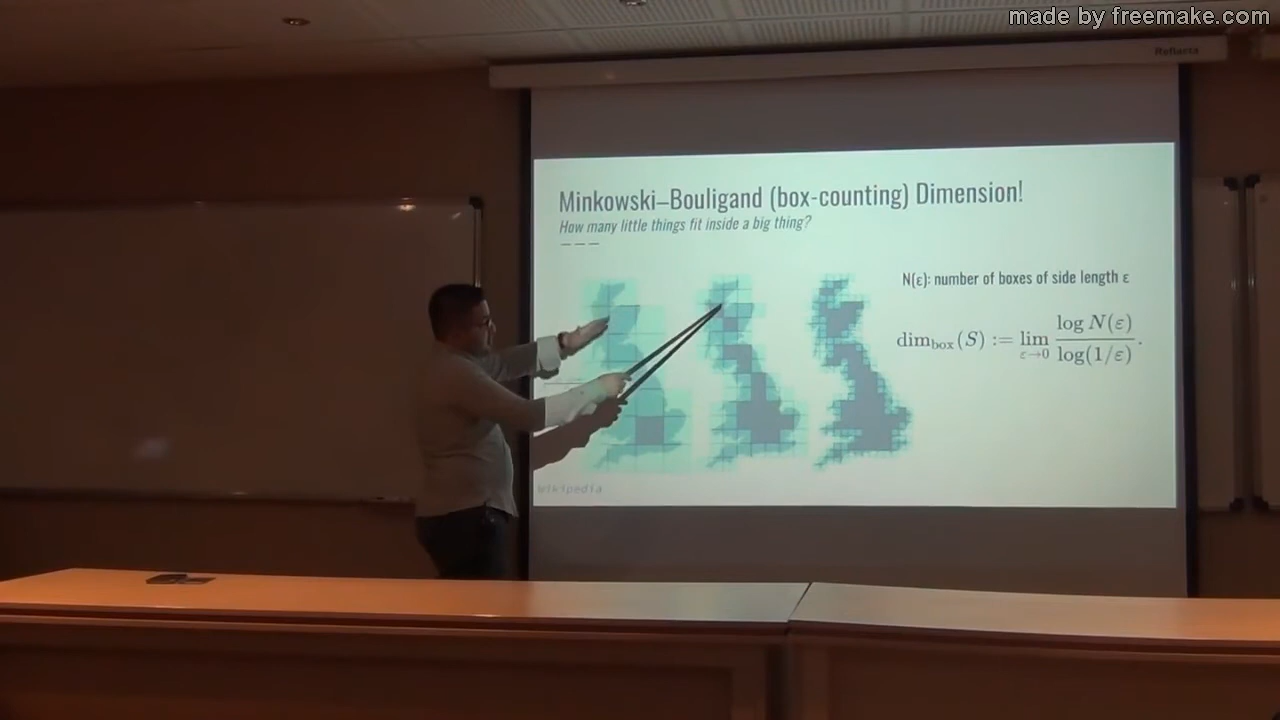 made by freemake.com
Reflecta
Minkowski–Bouligand (box-counting) Dimension!
How many little things fit inside a big thing?
N(ε): number of boxes of side length ε
dim_box(S) := lim_{ε→0} log N(ε) / log(1/ε).
Wikipedia